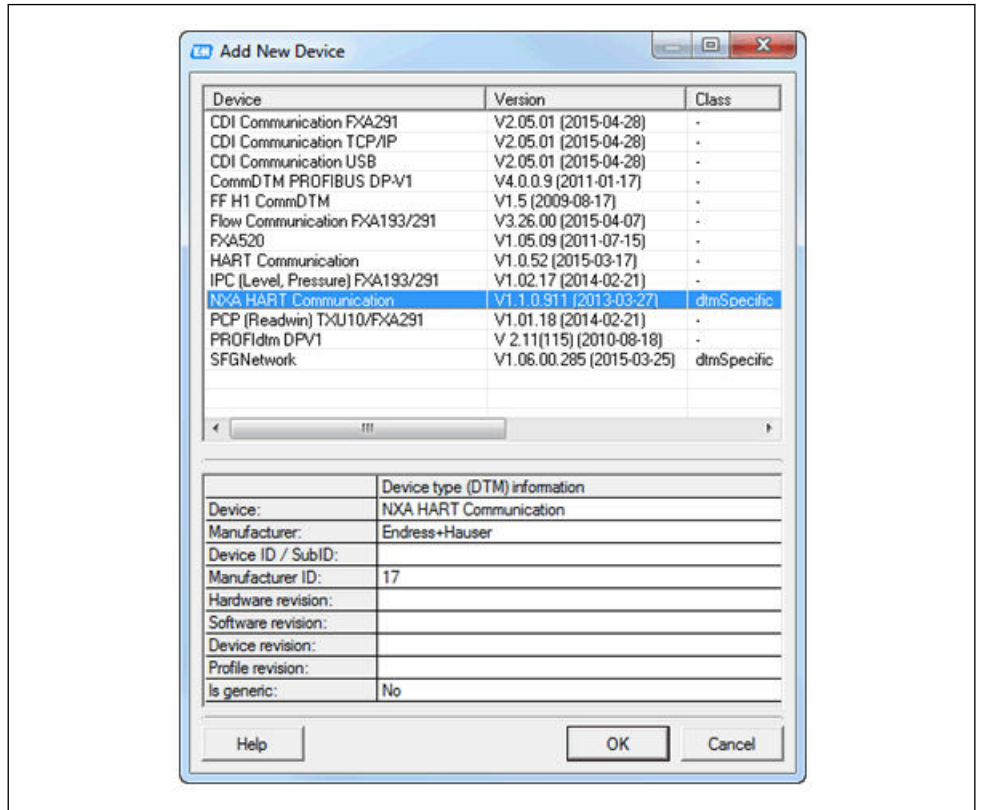 Add New Device
Device Version Class
CDI Communication FXA291 V2.05.01 (2015-04-28) -
CDI Communication TCP/IP V2.05.01 (2015-04-28) -
CDI Communication USB V2.05.01 (2015-04-28) -
CommDTM PROFIBUS DP-V1 V4.0.0.9 (2011-01-17) -
FF H1 CommDTM V1.5 (2009-08-17) -
Flow Communication FXA193/291 V3.26.00 (2015-04-07) -
FXA520 V1.05.09 (2011-07-15) -
HART Communication V1.0.52 (2015-03-17) -
IPC (Level, Pressure) FXA193/291 V1.02.17 (2014-02-21) -
NXA HART Communication V1.1.0.911 (2013-03-27) dtmSpecific
PCP (Readwin) TXU10/FXA291 V1.01.18 (2014-02-21) -
PROFIdtm DPV1 V 2.11(115) (2010-08-18) -
SFGNetwork V1.06.00.285 (2015-03-25) dtmSpecific
Device type (DTM) information
Device: NXA HART Communication
Manufacturer: Endress+Hauser
Device ID / SubID:
Manufacturer ID: 17
Hardware revision:
Software revision:
Device revision:
Profile revision:
Is generic: No
Help OK Cancel